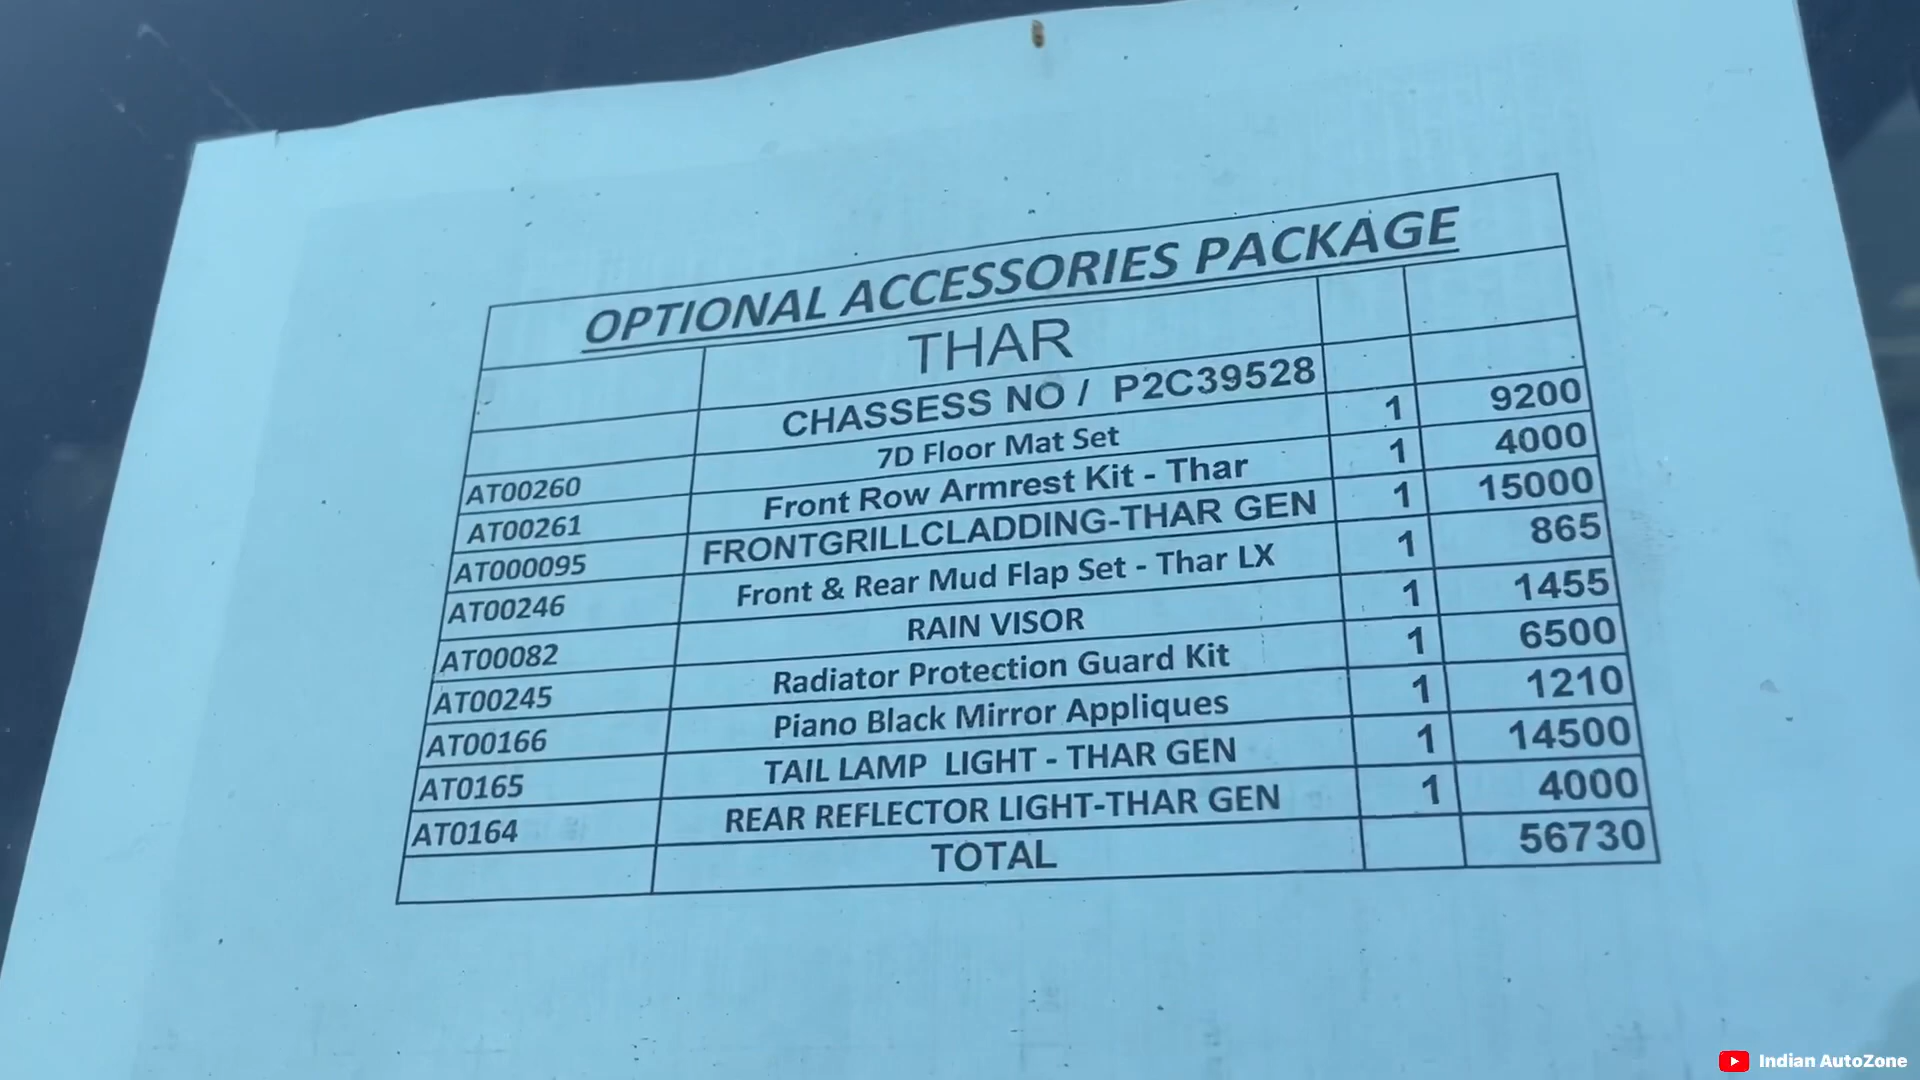 OPTIONAL ACCESSORIES PACKAGE
THAR
CHASSESS NO / P2C39528
AT00260 7D Floor Mat Set 1 9200
AT00261 Front Row Armrest Kit - Thar 1 4000
AT000095 FRONTGRILLCLADDING-THAR GEN 1 15000
AT00246 Front & Rear Mud Flap Set - Thar LX 1 865
AT00082 RAIN VISOR 1 1455
AT00245 Radiator Protection Guard Kit 1 6500
AT00166 Piano Black Mirror Appliques 1 1210
AT0165 TAIL LAMP LIGHT - THAR GEN 1 14500
AT0164 REAR REFLECTOR LIGHT-THAR GEN 1 4000
TOTAL 56730
Indian AutoZone